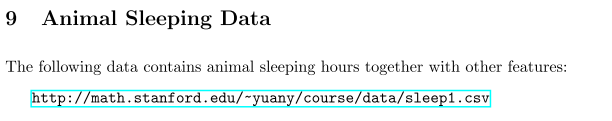 9 Animal Sleeping Data
The following data contains animal sleeping hours together with other features:
http://math.stanford.edu/~yuany/course/data/sleep1.csv